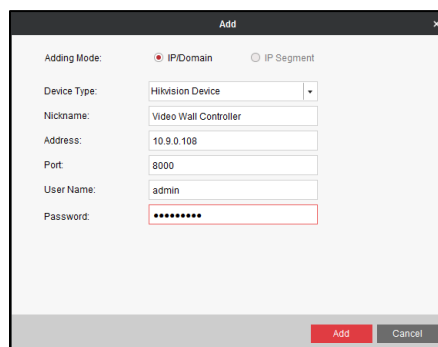 Add
Adding Mode: IP/Domain IP Segment
Device Type: Hikvision Device
Nickname: Video Wall Controller
Address: 10.9.0.108
Port: 8000
User Name: admin
Password: ●●●●●●●●●
Add Cancel